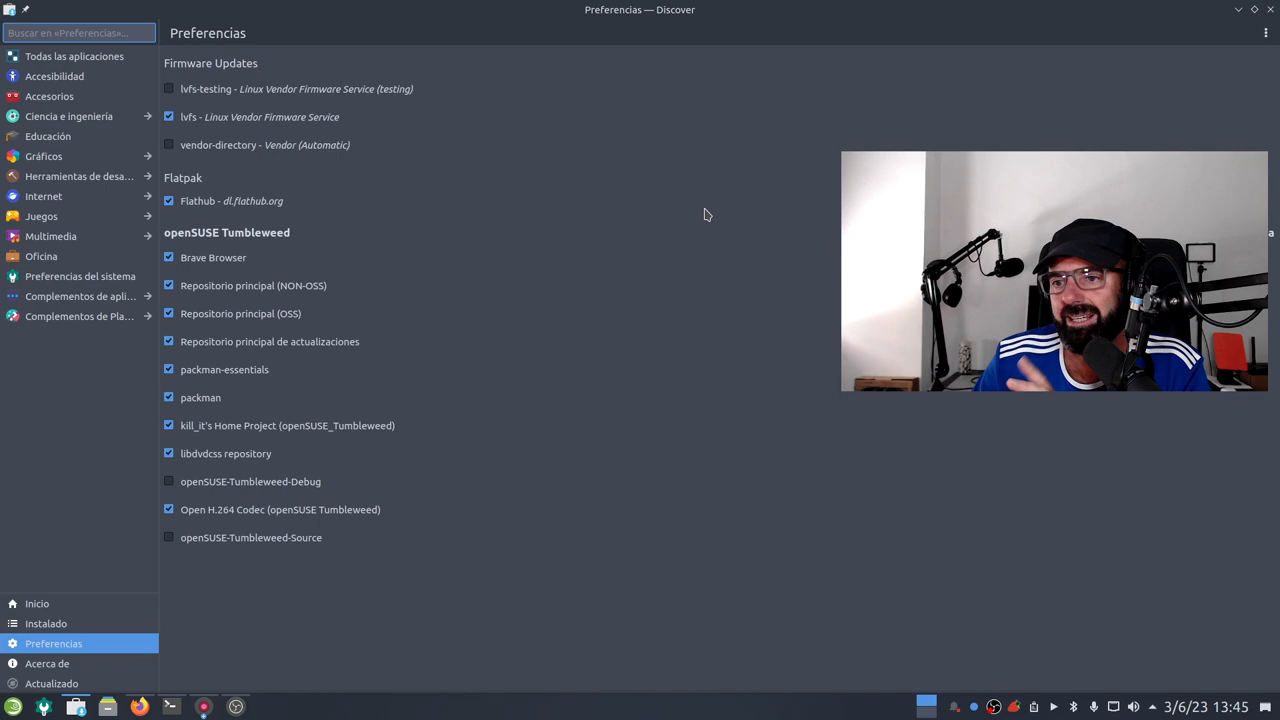 Preferencias — Discover
Buscar en «Preferencias»...
Preferencias
Todas las aplicaciones
Accesibilidad
Accesorios
Ciencia e ingeniería
Educación
Gráficos
Herramientas de desa...
Internet
Juegos
Multimedia
Oficina
Preferencias del sistema
Complementos de apli...
Complementos de Pla...
Firmware Updates
lvfs-testing - Linux Vendor Firmware Service (testing)
lvfs - Linux Vendor Firmware Service
vendor-directory - Vendor (Automatic)
Flatpak
Flathub - dl.flathub.org
openSUSE Tumbleweed
a
Brave Browser
Repositorio principal (NON-OSS)
Repositorio principal (OSS)
Repositorio principal de actualizaciones
packman-essentials
packman
kill_it's Home Project (openSUSE_Tumbleweed)
libdvdcss repository
openSUSE-Tumbleweed-Debug
Open H.264 Codec (openSUSE Tumbleweed)
openSUSE-Tumbleweed-Source
Inicio
Instalado
Preferencias
Acerca de
Actualizado
3/6/23 13:45